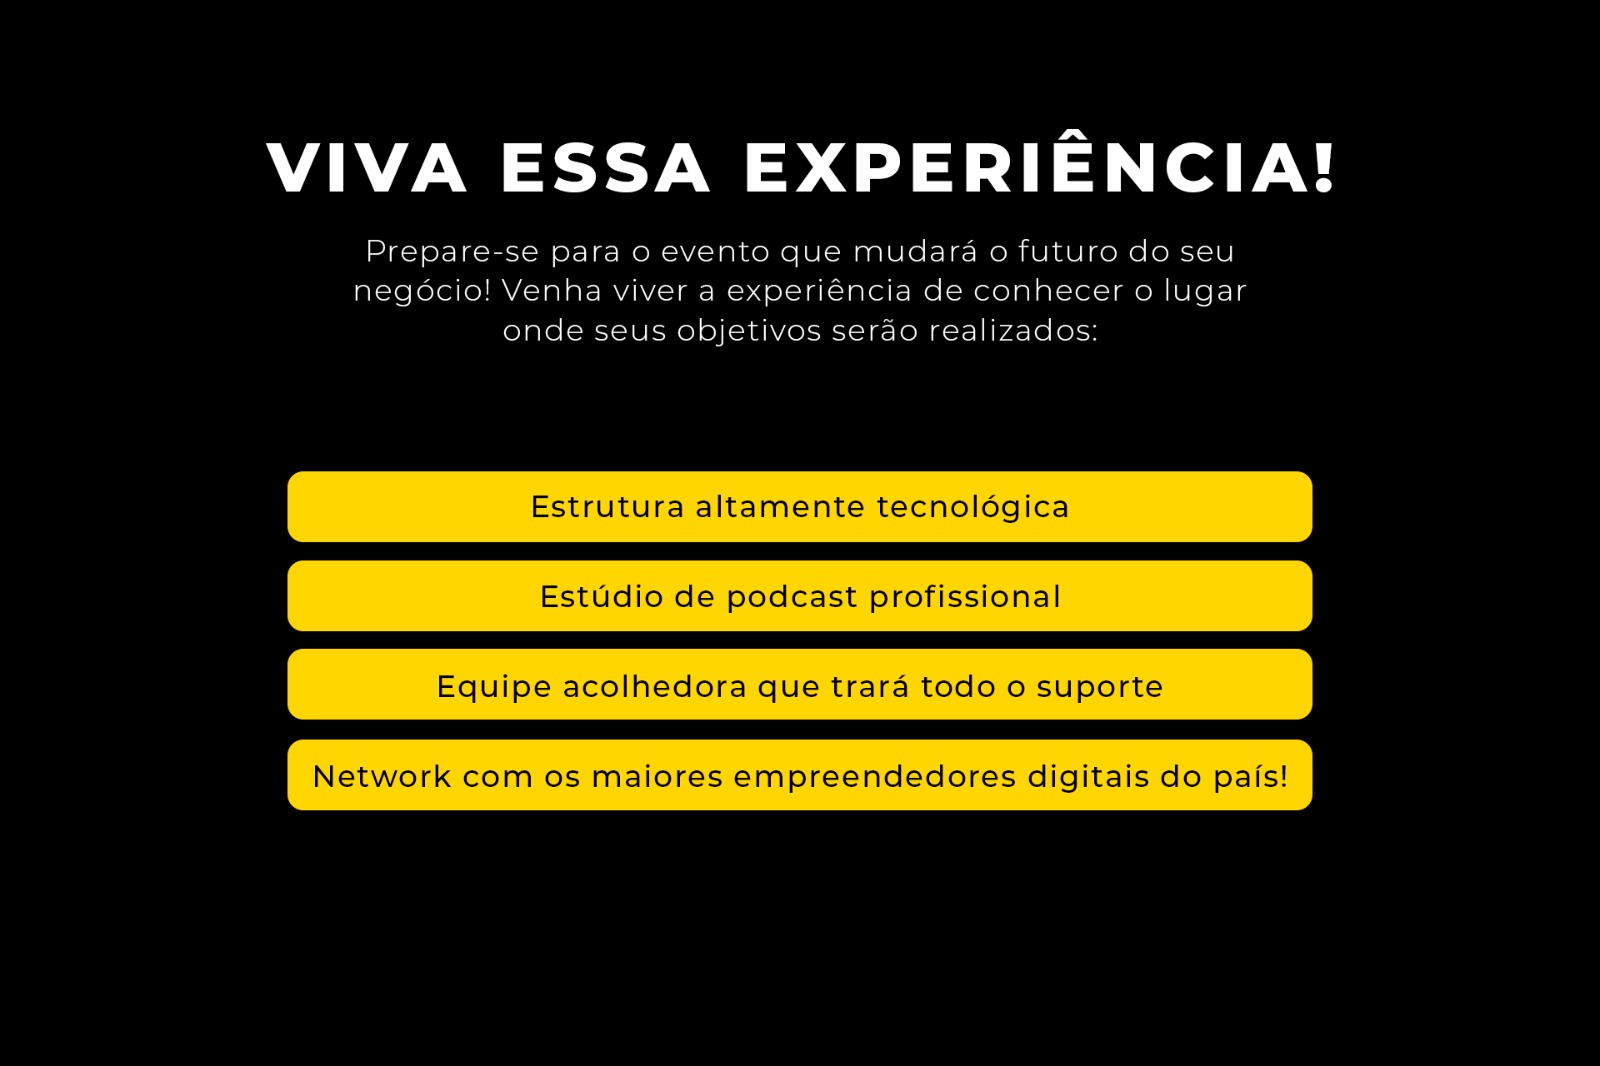 VIVA ESSA EXPERIÊNCIA!
Prepare-se para o evento que mudará o futuro do seu
negócio! Venha viver a experiência de conhecer o lugar
onde seus objetivos serão realizados:
Estrutura altamente tecnológica
Estúdio de podcast profissional
Equipe acolhedora que trará todo o suporte
Network com os maiores empreendedores digitais do país!